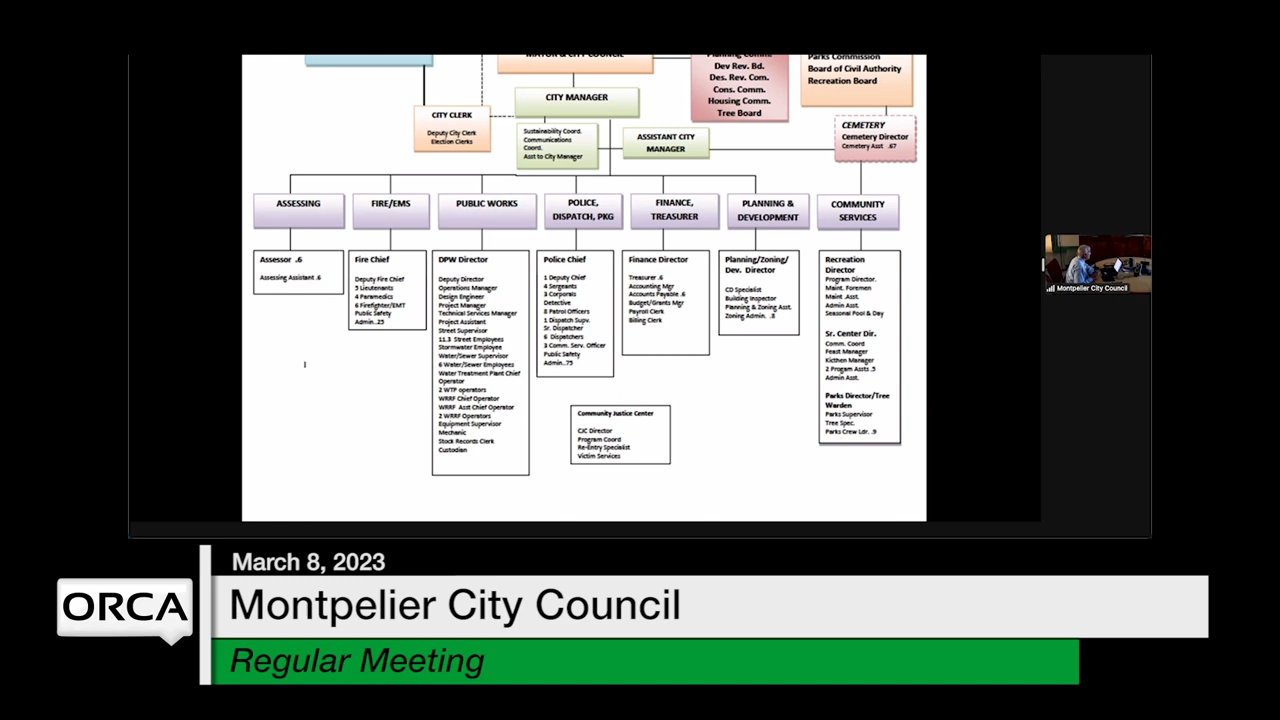 MAYOR & CITY COUNCIL
Planning Comm.
Dev Rev. Bd.
Des. Rev. Com.
Cons. Comm.
Housing Comm.
Tree Board
Parks Commission
Board of Civil Authority
Recreation Board
CITY MANAGER
CITY CLERK
Deputy City Clerk
Election Clerks
Sustainability Coord.
Communications
Coord.
Asst to City Manager
ASSISTANT CITY
MANAGER
CEMETERY
Cemetery Director
Cemetery Asst .67
ASSESSING
FIRE/EMS
PUBLIC WORKS
POLICE,
DISPATCH, PKG
FINANCE,
TREASURER
PLANNING &
DEVELOPMENT
COMMUNITY
SERVICES
Assessor .6
Assessing Assistant .6
Fire Chief
Deputy Fire Chief
5 Lieutenants
4 Paramedics
6 Firefighter/EMT
Public Safety
Admin..25
DPW Director
Deputy Director
Operations Manager
Design Engineer
Project Manager
Technical Services Manager
Project Assistant
Street Supervisor
11.3 Street Employees
Stormwater Employee
Water/Sewer Supervisor
6 Water/Sewer Employees
Water Treatment Plant Chief
Operator
2 WTP operators
WRRF Chief Operator
WRRF Asst Chief Operator
2 WRRF Operators
Equipment Supervisor
Mechanic
Stock Records Clerk
Custodian
Police Chief
1 Deputy Chief
4 Sergeants
3 Corporals
Detective
8 Patrol Officers
1 Dispatch Supv.
Sr. Dispatcher
6 Dispatchers
3 Comm. Serv. Officer
Public Safety
Admin..75
Finance Director
Treasurer .6
Accounting Mgr
Accounts Payable .6
Budget/Grants Mgr
Payroll Clerk
Billing Clerk
Planning/Zoning/
Dev. Director
CD Specialist
Building Inspector
Planning & Zoning Asst.
Zoning Admin. .8
Recreation
Director
Program Director.
Maint. Foremen
Maint .Asst.
Admin Asst.
Seasonal Pool & Day
Sr. Center Dir.
Comm. Coord
Feast Manager
Kicthen Manager
2 Progam Assts .5
Admin Asst.
Parks Director/Tree
Warden
Parks Supervisor
Tree Spec.
Parks Crew Ldr. .9
Community Justice Center
CJC Director
Program Coord
Re-Entry Specialist
Victim Services
Montpelier City Council
March 8, 2023
ORCA
Montpelier City Council
Regular Meeting